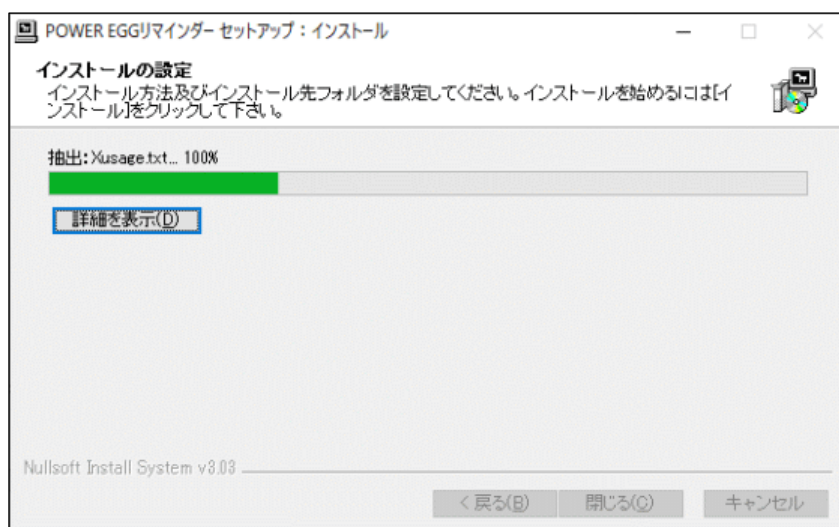 POWER EGGリマインダー セットアップ：インストール
インストールの設定
インストール方法及びインストール先フォルダを設定してください。インストールを始めるには[イ
ンストール]をクリックして下さい。
抽出: Xusage.txt... 100%
詳細を表示(D)
Nullsoft Install System v3.03
< 戻る(B)
閉じる(C)
キャンセル